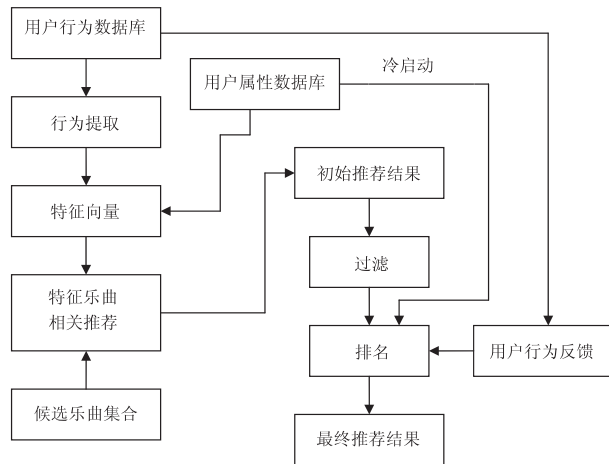 用户行为数据库
用户属性数据库
冷启动
行为提取
初始推荐结果
特征向量
过滤
特征乐曲
相关推荐
排名
用户行为反馈
候选乐曲集合
最终推荐结果